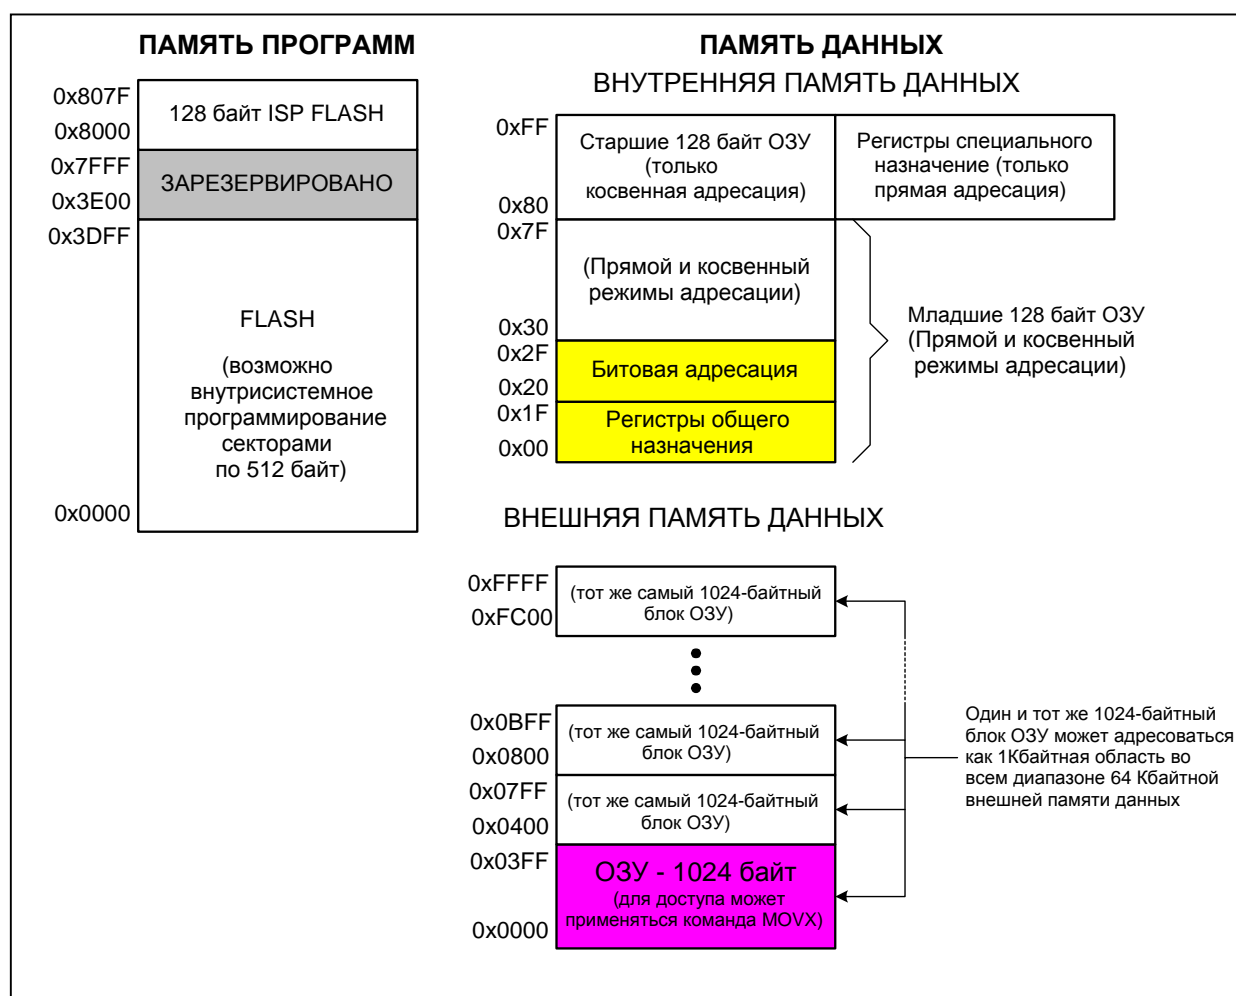 ПАМЯТЬ ПРОГРАММ
0x807F
0x8000
128 байт ISP FLASH
0x7FFF
0x3E00
ЗАРЕЗЕРВИРОВАНО
0x3DFF
FLASH
(возможно
внутрисистемное
программирование
секторами
по 512 байт)
0x0000
ПАМЯТЬ ДАННЫХ
ВНУТРЕННЯЯ ПАМЯТЬ ДАННЫХ
0xFF
Старшие 128 байт ОЗУ
(только
косвенная адресация)
0x80
Регистры специального
назначение (только
прямая адресация)
0x7F
(Прямой и косвенный
режимы адресации)
0x30
0x2F
Битовая адресация
0x20
0x1F
Регистры общего
назначения
0x00
Младшие 128 байт ОЗУ
(Прямой и косвенный
режимы адресации)
ВНЕШНЯЯ ПАМЯТЬ ДАННЫХ
0xFFFF
0xFC00
(тот же самый 1024-байтный
блок ОЗУ)
0x0BFF
0x0800
(тот же самый 1024-байтный
блок ОЗУ)
0x07FF
0x0400
(тот же самый 1024-байтный
блок ОЗУ)
0x03FF
ОЗУ - 1024 байт
(для доступа может
применяться команда MOVX)
0x0000
Один и тот же 1024-байтный
блок ОЗУ может адресоваться
как 1Кбайтная область во
всем диапазоне 64 Кбайтной
внешней памяти данных